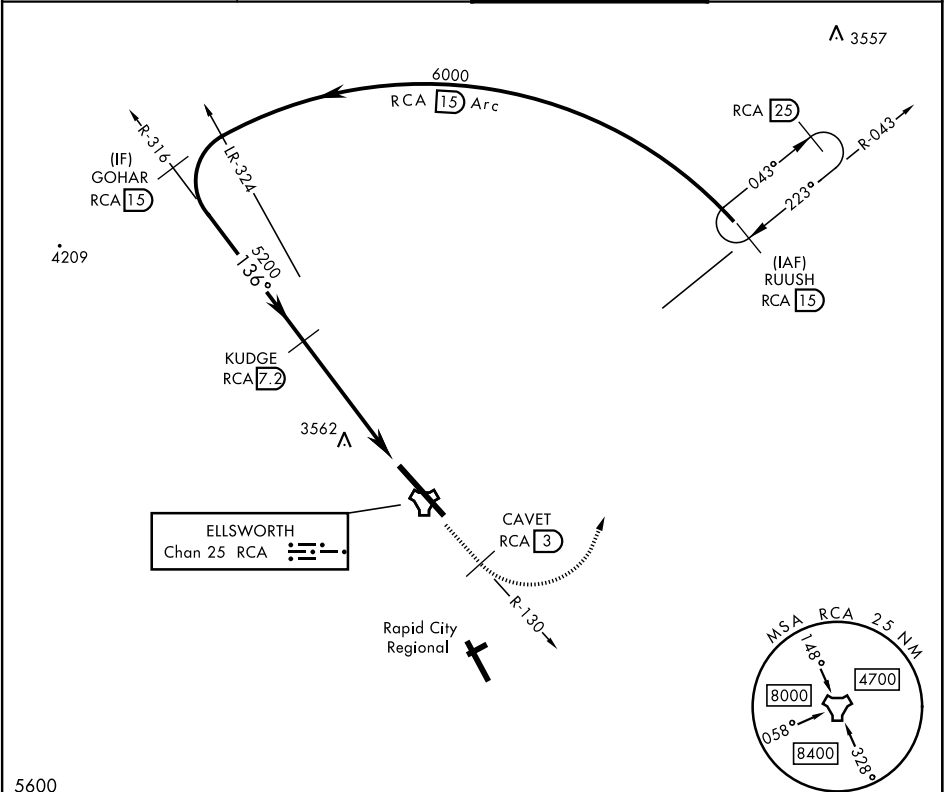 3557
6000
RCA 15 Arc
RCA 25
R-043
043°
223°
R-316
LR-324
(IF)
GOHAR
RCA 15
(IAF)
RUUSH
RCA 15
4209
5200
136°
KUDGE
RCA 7.2
3562
ELLSWORTH
Chan 25 RCA
CAVET
RCA 3
R-130
Rapid City
Regional
MSA RCA 25 NM
148°
4700
8000
058°
8400
328°
5600